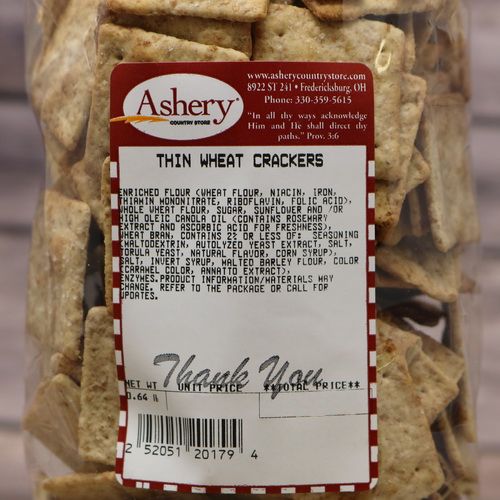 Ashery
COUNTRY STORE
www.asherycountrystore.com
8922 ST 241 • Fredericksburg, OH
Phone: 330-359-5615
"In all thy ways acknowledge
Him and He shall direct thy
paths." Prov. 3:6
THIN WHEAT CRACKERS
ENRICHED FLOUR (WHEAT FLOUR, NIACIN, IRON,
THIAMIN MONONITRATE, RIBOFLAVIN, FOLIC ACID),
WHOLE WHEAT FLOUR, SUGAR, SUNFLOWER AND /OR
HIGH OLEIC CANOLA OIL (CONTAINS ROSEMARY
EXTRACT AND ASCORBIC ACID FOR FRESHNESS),
WHEAT BRAN, CONTAINS 2% OR LESS OF: SEASONING
(MALTODEXTRIN, AUTOLYZED YEAST EXTRACT, SALT,
TORULA YEAST, NATURAL FLAVOR, CORN SYRUP),
SALT, INVERT SYRUP, MALTED BARLEY FLOUR, COLOR
(CARAMEL COLOR, ANNATTO EXTRACT),
ENZYMES.PRODUCT INFORMATION/MATERIALS MAY
CHANGE. REFER TO THE PACKAGE OR CALL FOR
UPDATES.
Thank You
NET WT UNIT PRICE **TOTAL PRICE**
0.64 lb
2 52051 20179 4